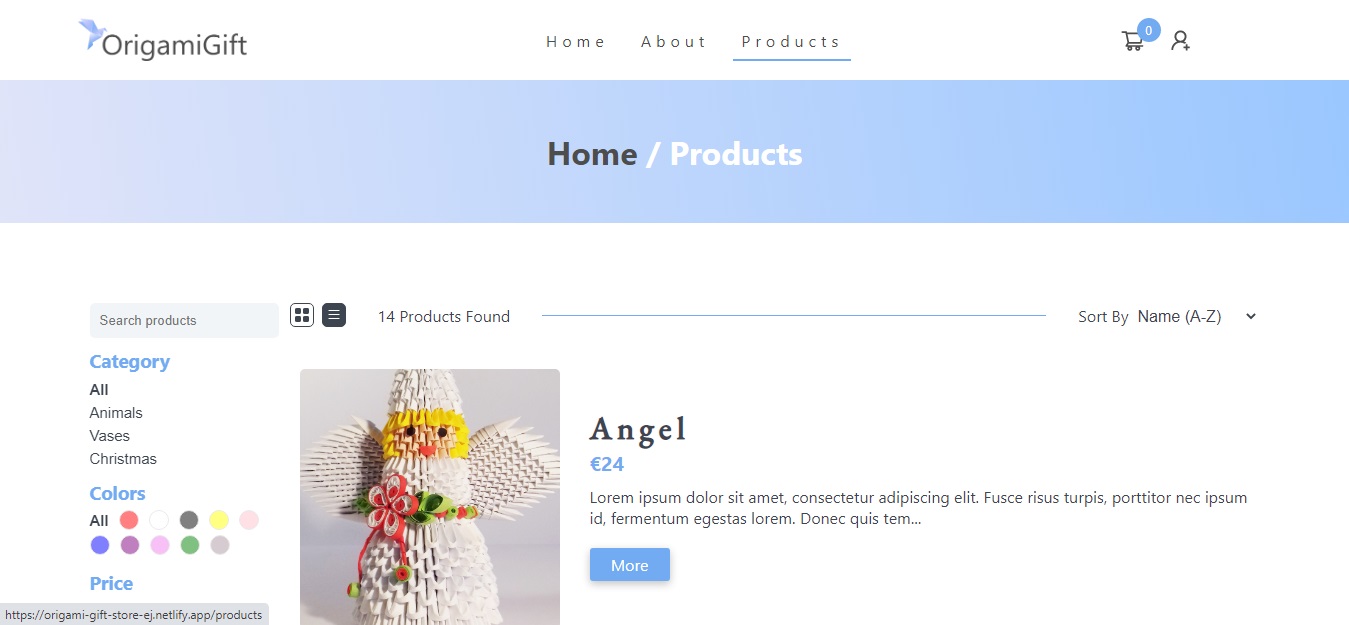 OrigamiGift
Home About Products
0
Home / Products
Search products
14 Products Found
Sort By Name (A-Z)
Category
All
Animals
Vases
Christmas
Colors
All
Price
Angel
€24
Lorem ipsum dolor sit amet, consectetur adipiscing elit. Fusce risus turpis, porttitor nec ipsum
id, fermentum egestas lorem. Donec quis tem...
More
https://origami-gift-store-ej.netlify.app/products